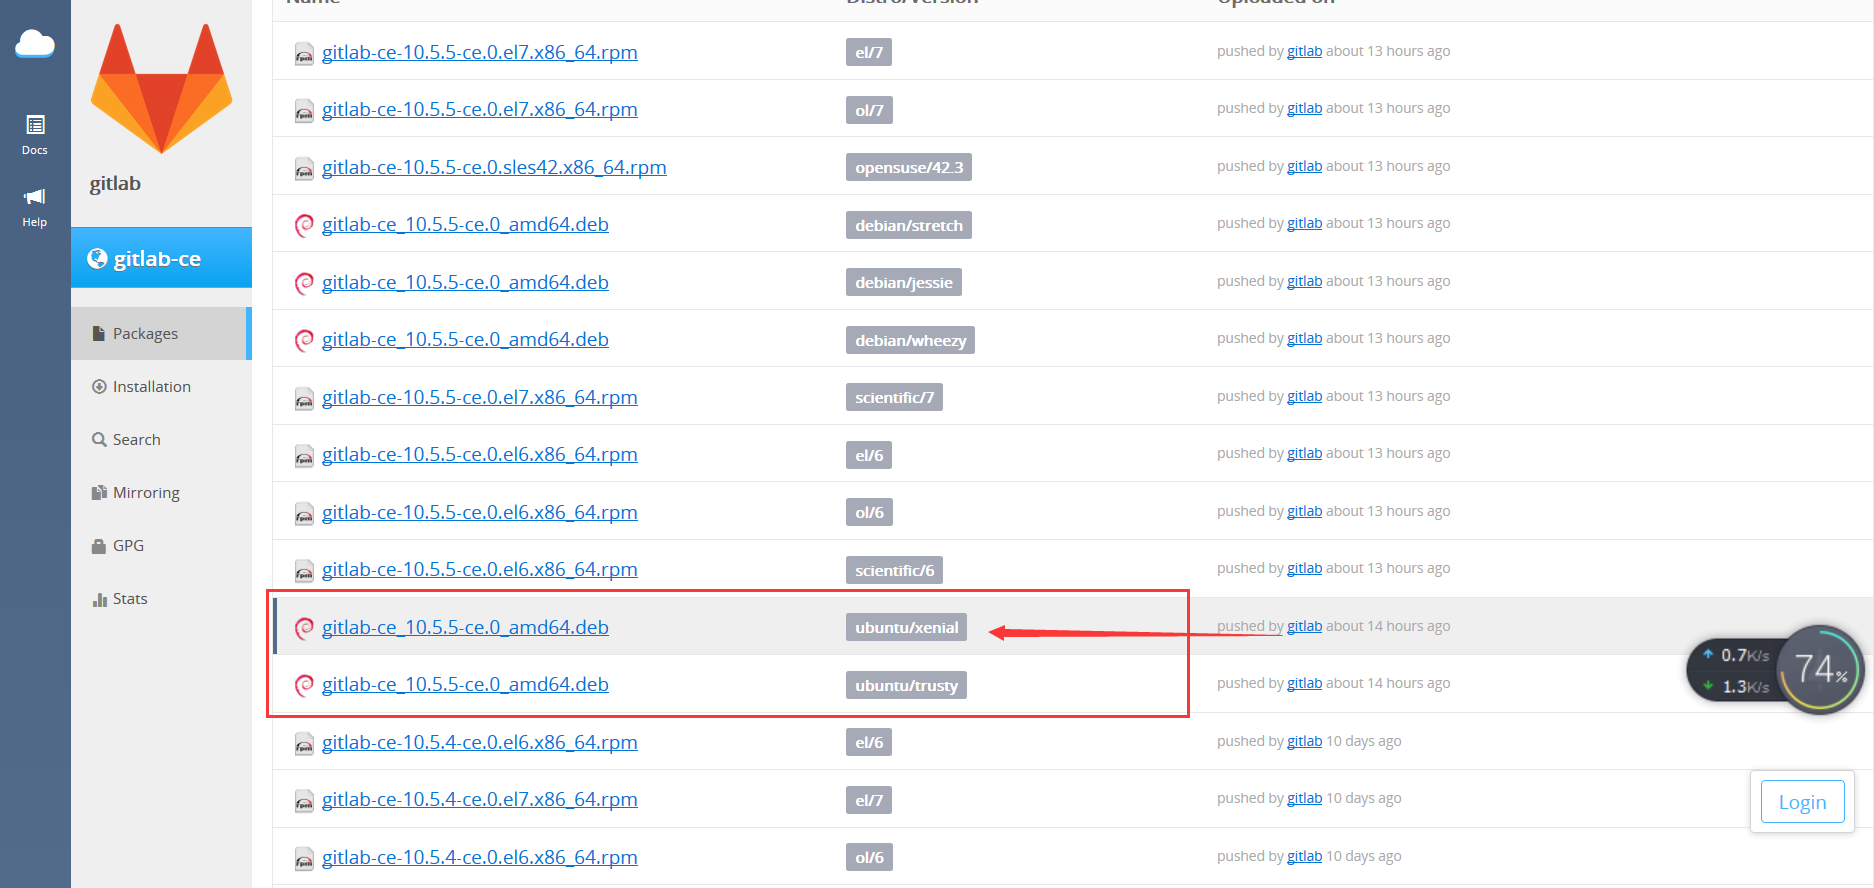 Name Distro/Version Uploaded on
gitlab-ce-10.5.5-ce.0.el7.x86_64.rpm el/7 pushed by gitlab about 13 hours ago
gitlab-ce-10.5.5-ce.0.el7.x86_64.rpm ol/7 pushed by gitlab about 13 hours ago
gitlab-ce-10.5.5-ce.0.sles42.x86_64.rpm opensuse/42.3 pushed by gitlab about 13 hours ago
gitlab-ce_10.5.5-ce.0_amd64.deb debian/stretch pushed by gitlab about 13 hours ago
gitlab-ce_10.5.5-ce.0_amd64.deb debian/jessie pushed by gitlab about 13 hours ago
gitlab-ce_10.5.5-ce.0_amd64.deb debian/wheezy pushed by gitlab about 13 hours ago
gitlab-ce-10.5.5-ce.0.el7.x86_64.rpm scientific/7 pushed by gitlab about 13 hours ago
gitlab-ce-10.5.5-ce.0.el6.x86_64.rpm el/6 pushed by gitlab about 13 hours ago
gitlab-ce-10.5.5-ce.0.el6.x86_64.rpm ol/6 pushed by gitlab about 13 hours ago
gitlab-ce-10.5.5-ce.0.el6.x86_64.rpm scientific/6 pushed by gitlab about 13 hours ago
gitlab-ce_10.5.5-ce.0_amd64.deb ubuntu/xenial pushed by gitlab about 14 hours ago
gitlab-ce_10.5.5-ce.0_amd64.deb ubuntu/trusty pushed by gitlab about 14 hours ago
gitlab-ce-10.5.4-ce.0.el6.x86_64.rpm el/6 pushed by gitlab 10 days ago
gitlab-ce-10.5.4-ce.0.el7.x86_64.rpm el/7 pushed by gitlab 10 days ago
gitlab-ce-10.5.4-ce.0.el6.x86_64.rpm ol/6 pushed by gitlab 10 days ago
Docs
Help
gitlab
gitlab-ce
Packages
Installation
Search
Mirroring
GPG
Stats
0.7K/s
1.3K/s
74%
Login